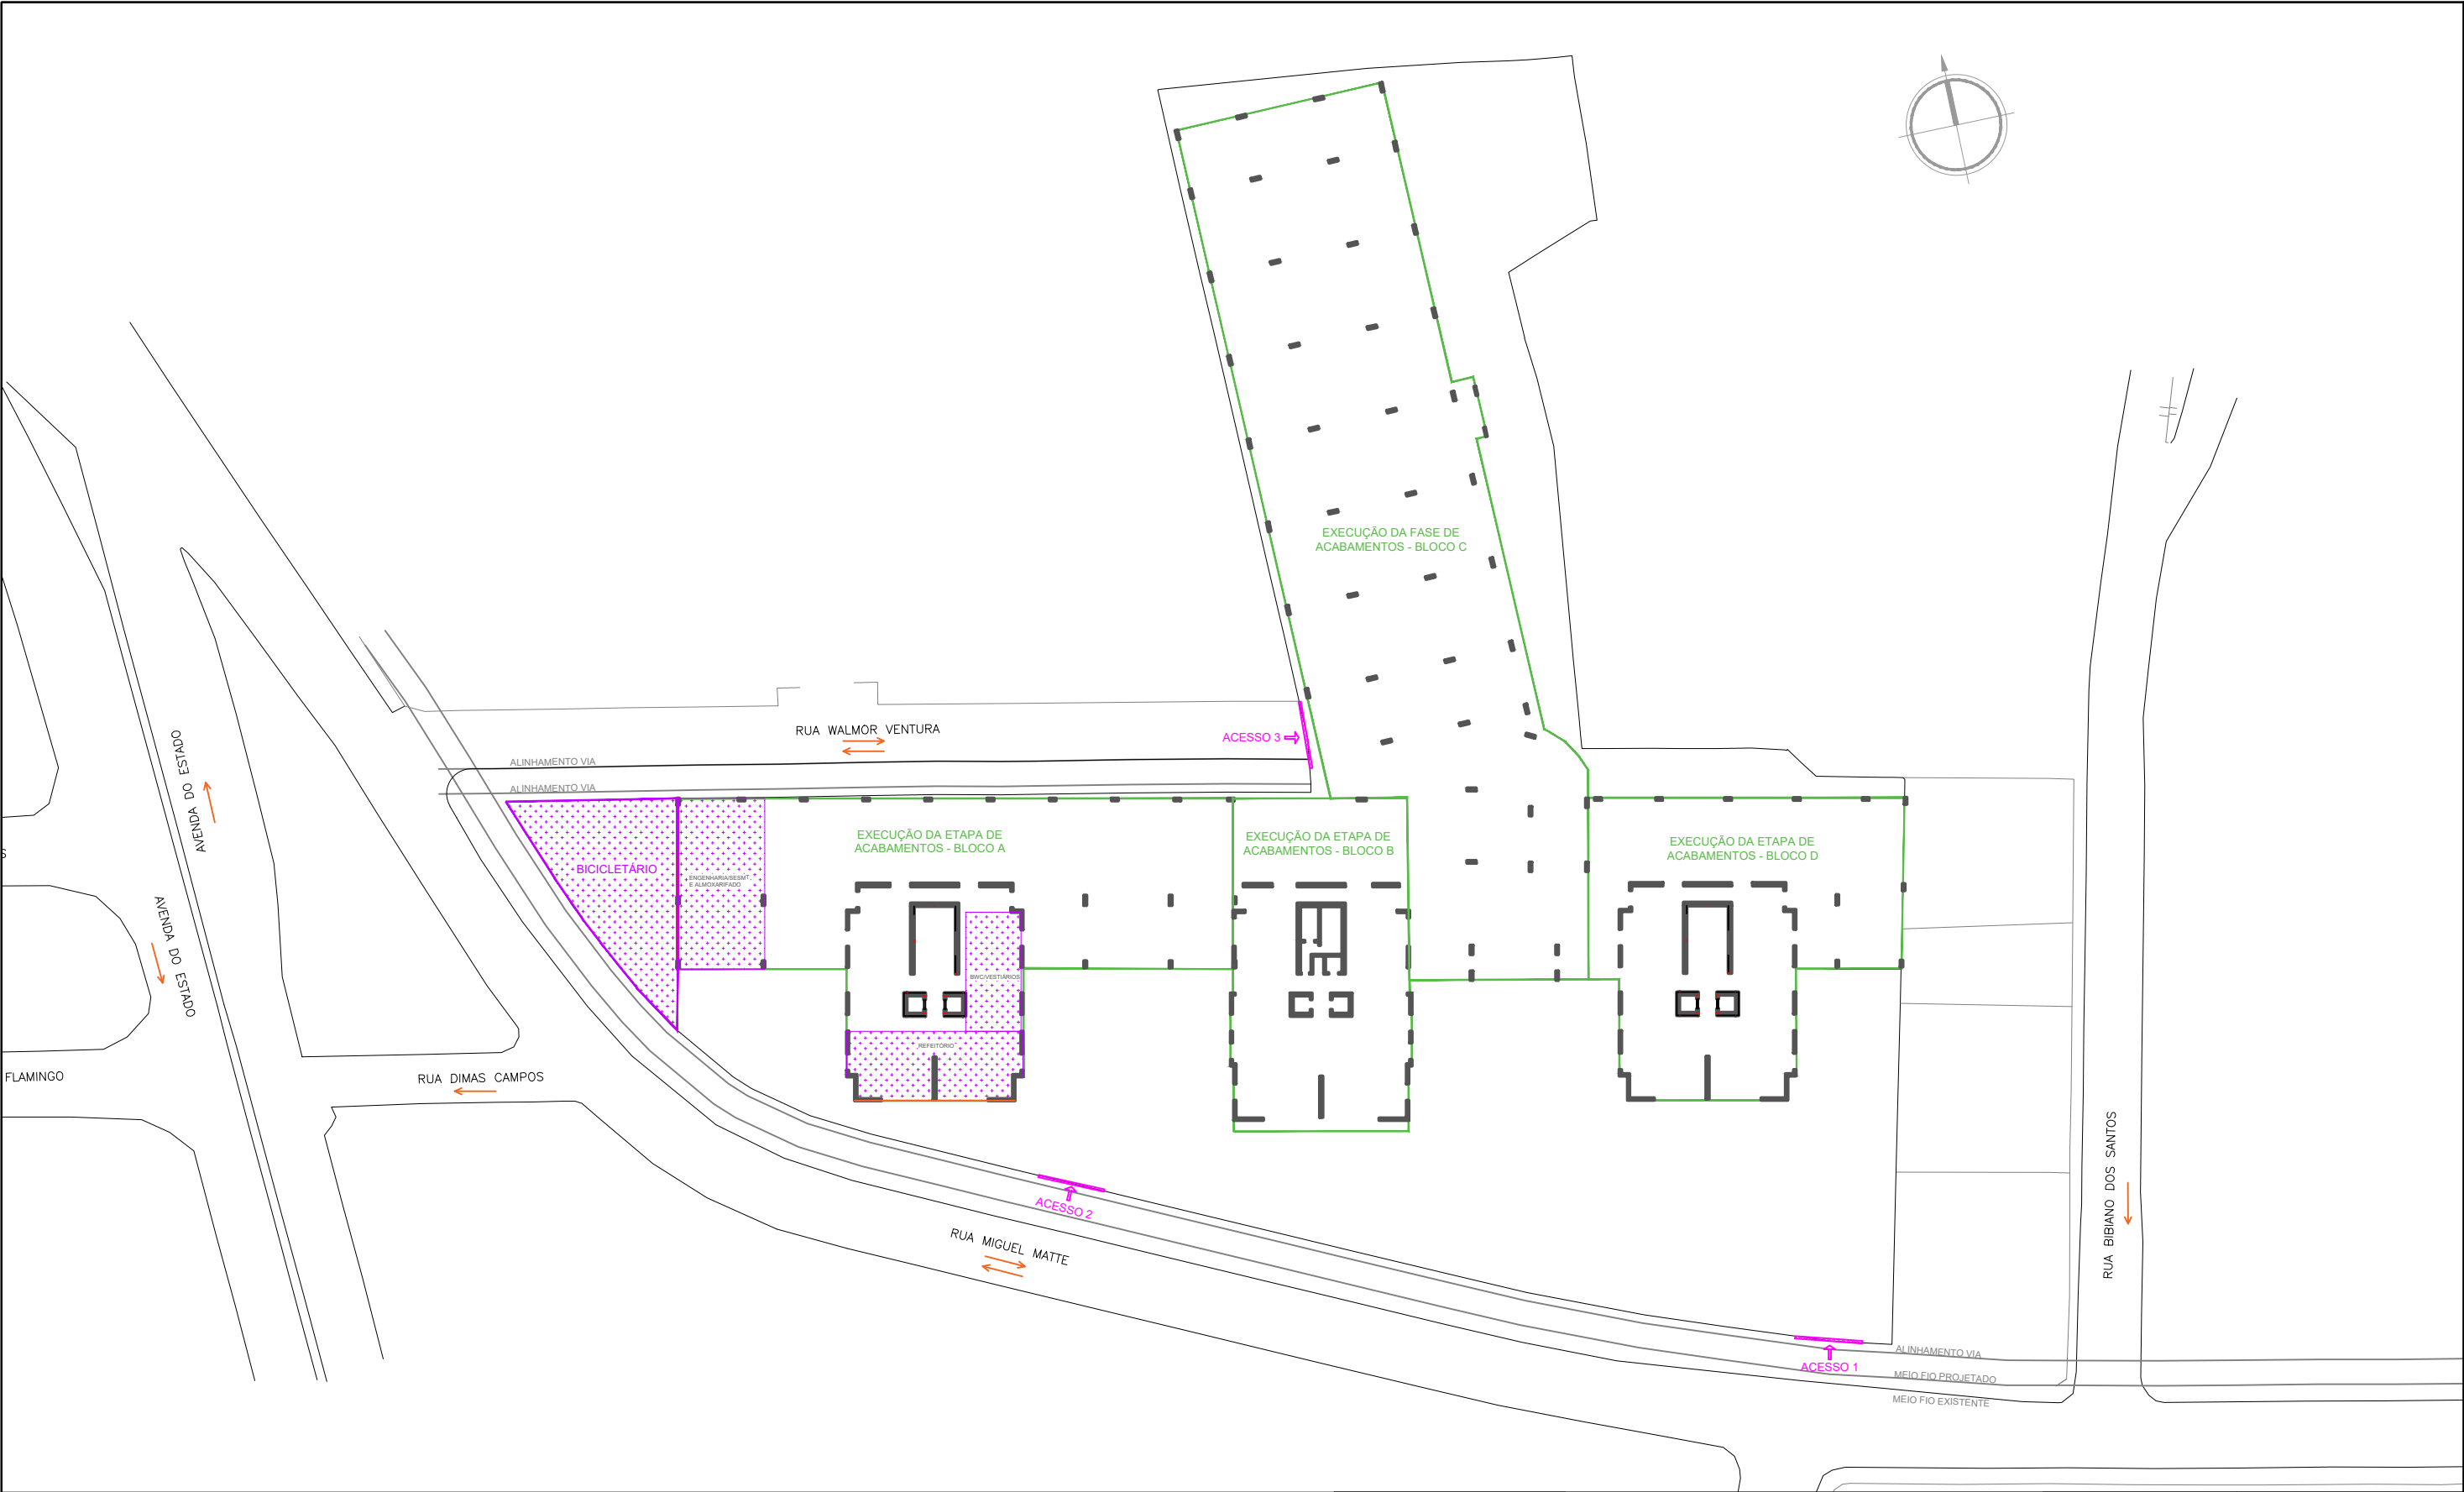 EXECUÇÃO DA FASE DE
ACABAMENTOS - BLOCO C
RUA WALMOR VENTURA
ACESSO 3
ALINHAMENTO VIA
ALINHAMENTO VIA
AVENDA DO ESTADO
AVENDA DO ESTADO
S
BICICLETÁRIO
ENGENHARIA/SESMT
E ALMOXARIFADO
EXECUÇÃO DA ETAPA DE
ACABAMENTOS - BLOCO A
EXECUÇÃO DA ETAPA DE
ACABAMENTOS - BLOCO B
EXECUÇÃO DA ETAPA DE
ACABAMENTOS - BLOCO D
BWC/VESTIÁRIOS
REFEITÓRIO
FLAMINGO
RUA DIMAS CAMPOS
ACESSO 2
RUA MIGUEL MATTE
RUA BIBIANO DOS SANTOS
ACESSO 1
ALINHAMENTO VIA
MEIO FIO PROJETADO
MEIO FIO EXISTENTE